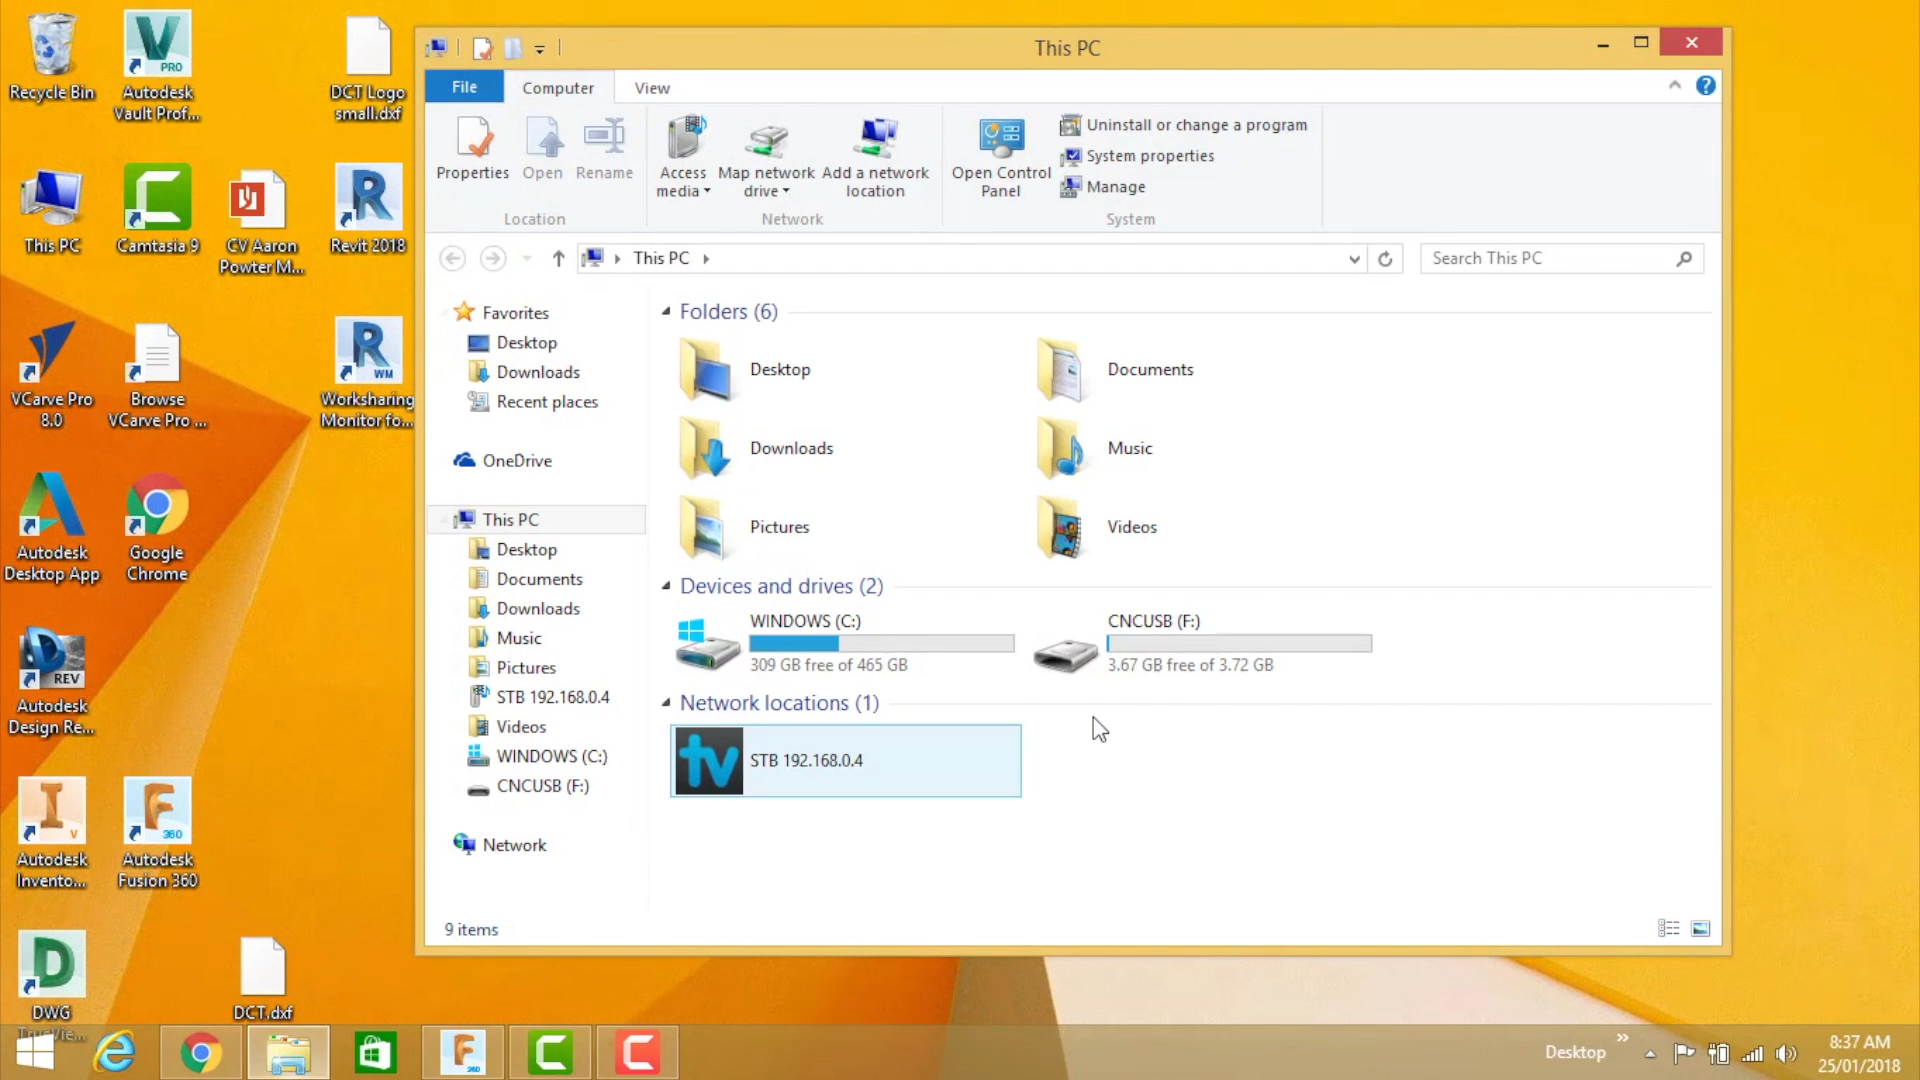 Recycle Bin
Autodesk
Vault Prof...
PRO
DCT Logo
small.dxf
This PC
Camtasia 9
CV Aaron
Powter M...
Revit 2018
VCarve Pro
8.0
Browse
VCarve Pro ...
WM
Worksharing
Monitor fo...
Autodesk
Desktop App
Google
Chrome
REV
Autodesk
Design Re...
Autodesk
Invento...
360
Autodesk
Fusion 360
DWG
DCT.dxf
This PC
File
Computer
View
Properties
Open
Rename
Location
Access
media
Map network
drive
Add a network
location
Network
Open Control
Panel
Uninstall or change a program
System properties
Manage
System
This PC
Search This PC
Favorites
Desktop
Downloads
Recent places
OneDrive
This PC
Desktop
Documents
Downloads
Music
Pictures
STB 192.168.0.4
Videos
WINDOWS (C:)
CNCUSB (F:)
Network
Folders (6)
Desktop
Documents
Downloads
Music
Pictures
Videos
Devices and drives (2)
WINDOWS (C:)
309 GB free of 465 GB
CNCUSB (F:)
3.67 GB free of 3.72 GB
Network locations (1)
tv
STB 192.168.0.4
9 items
Desktop
8:37 AM
25/01/2018